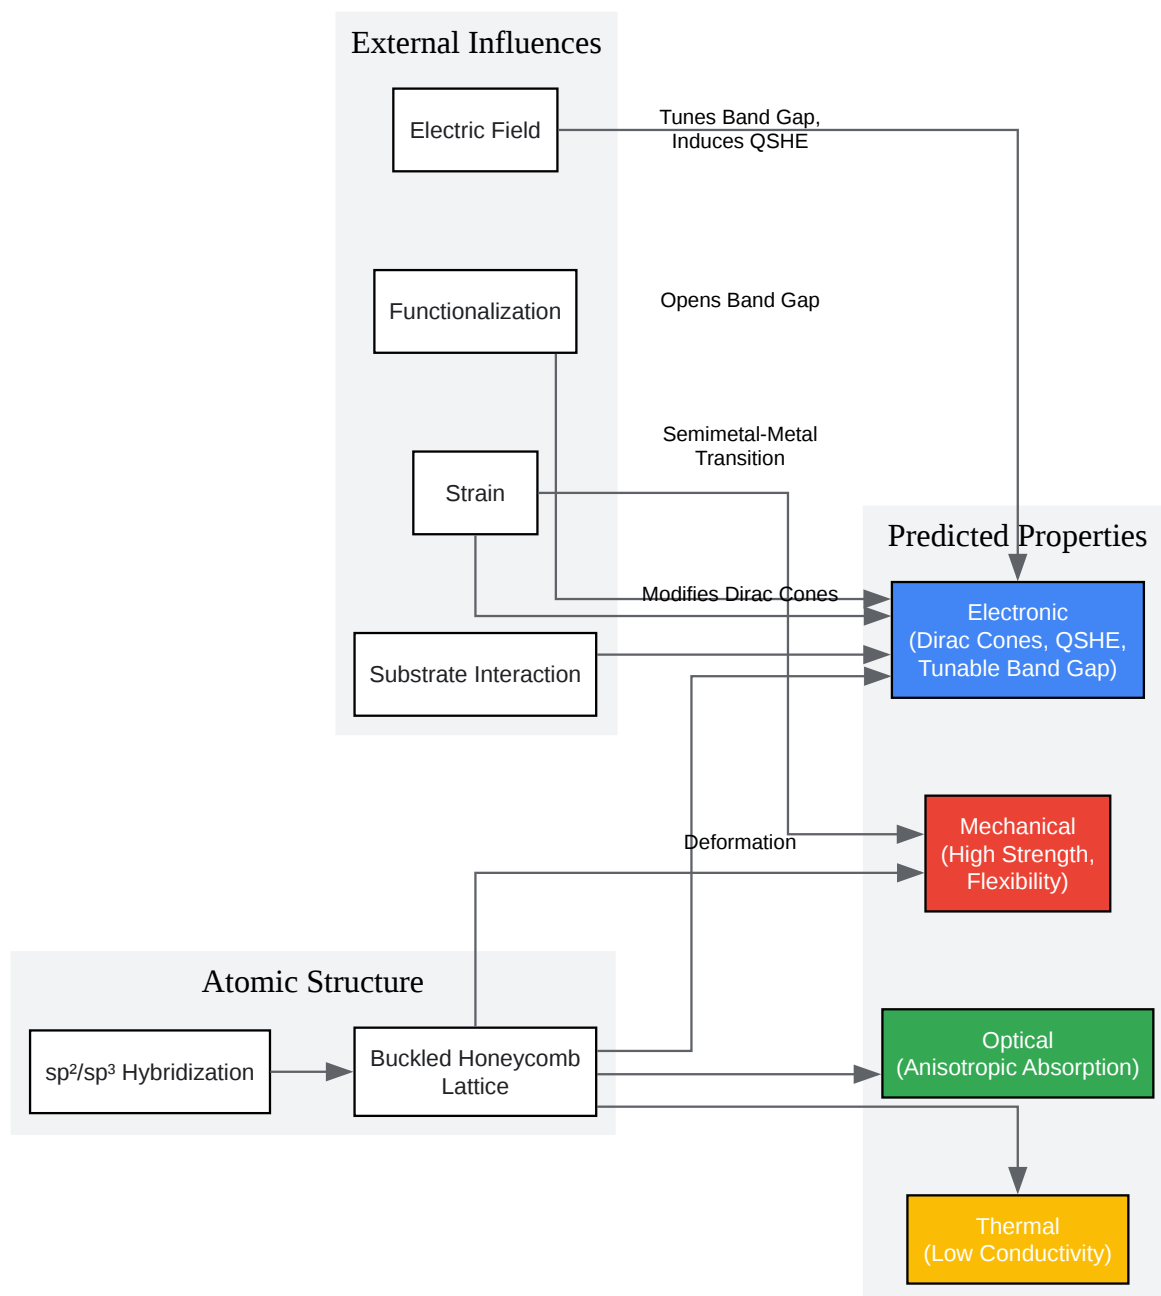 External Influences
Electric Field
Tunes Band Gap,
Induces QSHE
Functionalization
Opens Band Gap
Semimetal-Metal
Transition
Strain
Modifies Dirac Cones
Substrate Interaction
Predicted Properties
Electronic
(Dirac Cones, QSHE,
Tunable Band Gap)
Mechanical
(High Strength,
Flexibility)
Deformation
Atomic Structure
sp²/sp³ Hybridization
Buckled Honeycomb
Lattice
Optical
(Anisotropic Absorption)
Thermal
(Low Conductivity)